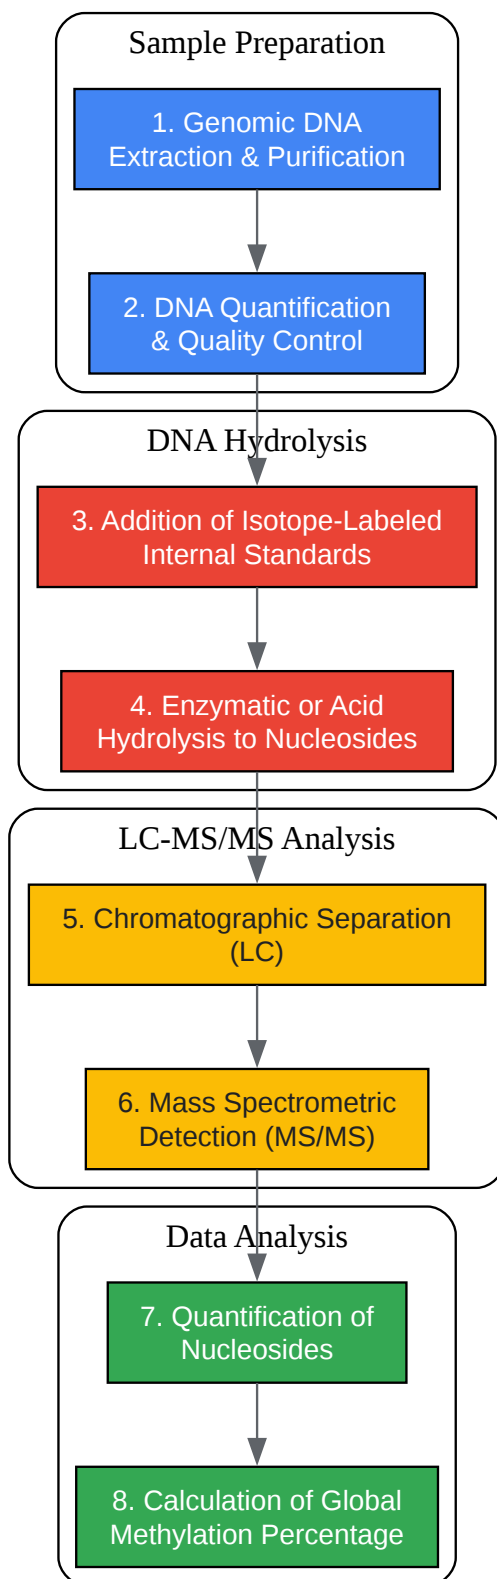 Sample Preparation
1. Genomic DNA
Extraction & Purification
2. DNA Quantification
& Quality Control
DNA Hydrolysis
3. Addition of Isotope-Labeled
Internal Standards
4. Enzymatic or Acid
Hydrolysis to Nucleosides
LC-MS/MS Analysis
5. Chromatographic Separation
(LC)
6. Mass Spectrometric
Detection (MS/MS)
Data Analysis
7. Quantification of
Nucleosides
8. Calculation of Global
Methylation Percentage